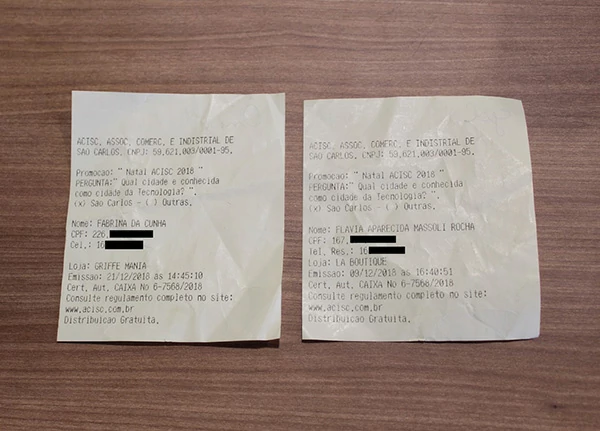 ACISC, ASSOC. COMERC. E INDISTRIAL DE
SAO CARLOS. CNPJ: 59.621.003/0001-95.
Promocao: " Natal ACISC 2018 "
PERGUNTA:" Qual cidade e conhecida
como cidade da Tecnologia? ".
(x) Sao Carlos - ( ) Outras.
Nome: FABRINA DA CUNHA
CPF: 226.
Cel.: 16
Loja: GRIFFE MANIA
Emissao: 21/12/2018 as 14:45:10
Cert. Aut. CAIXA No 6-7568/2018
Consulte regulamento completo no site:
www.acisc.com.br
Distribuicao Gratuita.
ACISC, ASSOC. COMERC. E INDISTRIAL DE
SAO CARLOS. CNPJ: 59.621.003/0001-95.
Promocao: " Natal ACISC 2018 "
PERGUNTA:" Qual cidade e conhecida
como cidade da Tecnologia? ".
(x) Sao Carlos - ( ) Outras.
Nome: FLAVIA APARECIDA MASSOLI ROCHA
CPF: 167.
Tel. Res.: 16
Loja: LA BOUTIQUE
Emissao: 09/12/2018 as 16:40:51
Cert. Aut. CAIXA No 6-7568/2018
Consulte regulamento completo no site:
www.acisc.com.br
Distribuicao Gratuita.